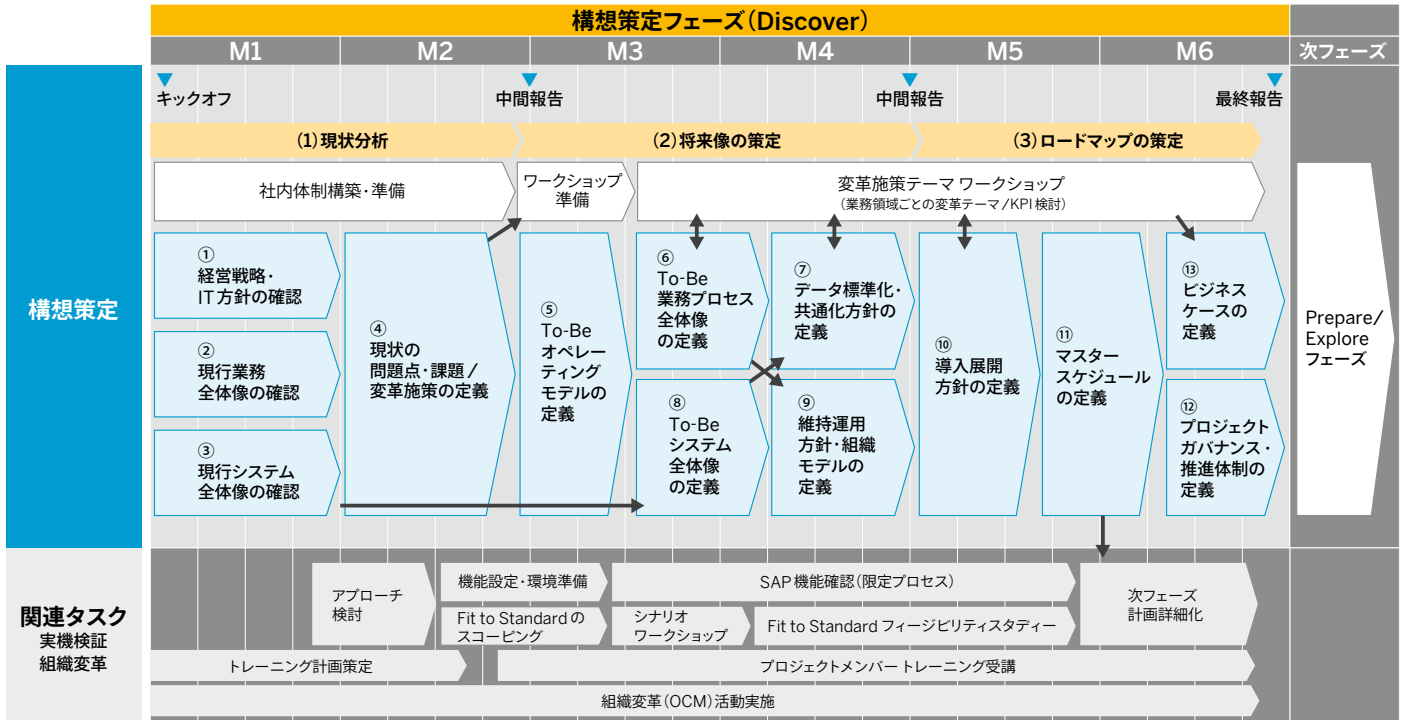 構想策定フェーズ(Discover)
M1
M2
M3
M4
M5
M6
次フェーズ
構想策定
キックオフ
中間報告
中間報告
最終報告
(1)現状分析
(2)将来像の策定
(3)ロードマップの策定
社内体制構築・準備
ワークショップ
準備
変革施策テーマ ワークショップ
(業務領域ごとの変革テーマ/KPI検討)
①
経営戦略・
IT方針の確認
②
現行業務
全体像の確認
③
現行システム
全体像の確認
④
現状の
問題点・課題/
変革施策の定義
⑤
To-Be
オペレー
ティング
モデルの
定義
⑥
To-Be
業務プロセス
全体像
の定義
⑦
データ標準化・
共通化方針の
定義
⑧
To-Be
システム
全体像
の定義
⑨
維持運用
方針・組織
モデルの
定義
⑩
導入展開
方針の定義
⑪
マスター
スケジュール
の定義
⑬
ビジネス
ケースの
定義
⑫
プロジェクト
ガバナンス・
推進体制の
定義
Prepare/
Explore
フェーズ
関連タスク
実機検証
組織変革
アプローチ
検討
機能設定・環境準備
SAP機能確認(限定プロセス)
Fit to Standardの
スコーピング
シナリオ
ワークショップ
Fit to Standardフィージビリティスタディー
次フェーズ
計画詳細化
トレーニング計画策定
プロジェクトメンバートレーニング受講
組織変革(OCM)活動実施